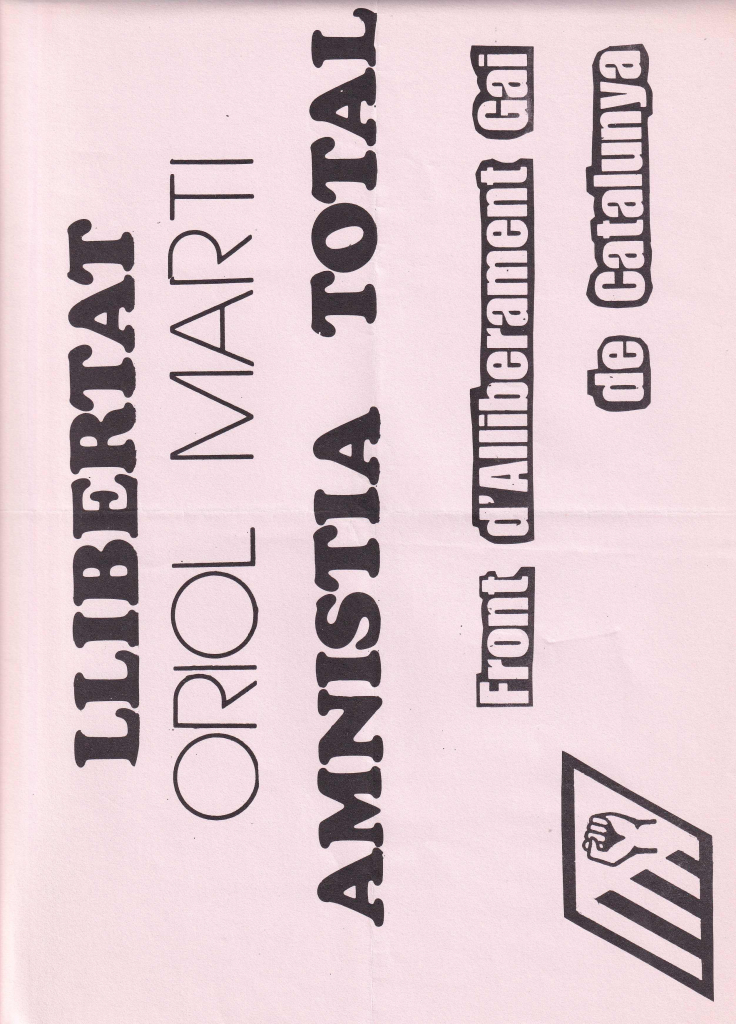 LLIBERTAT
ORIOL MARTI
AMNISTIA TOTAL
Front d'Alliberament Gai
de Catalunya